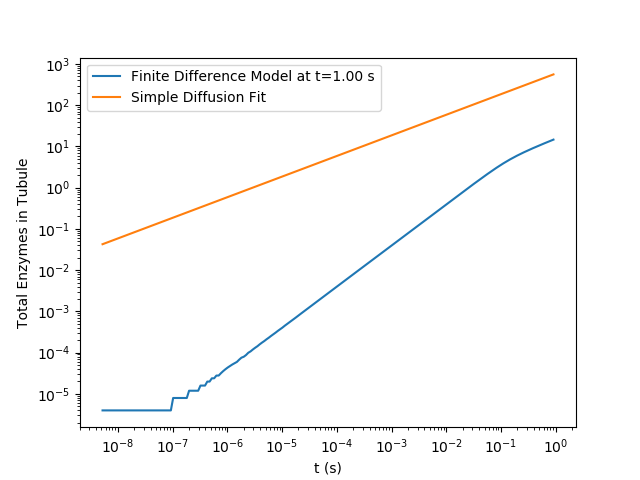 Finite Difference Model at t=1.00 s
Simple Diffusion Fit
Total Enzymes in Tubule
10³
10²
10¹
10⁰
10⁻¹
10⁻²
10⁻³
10⁻⁴
10⁻⁵
10⁻⁸ 10⁻⁷ 10⁻⁶ 10⁻⁵ 10⁻⁴ 10⁻³ 10⁻² 10⁻¹ 10⁰
t (s)